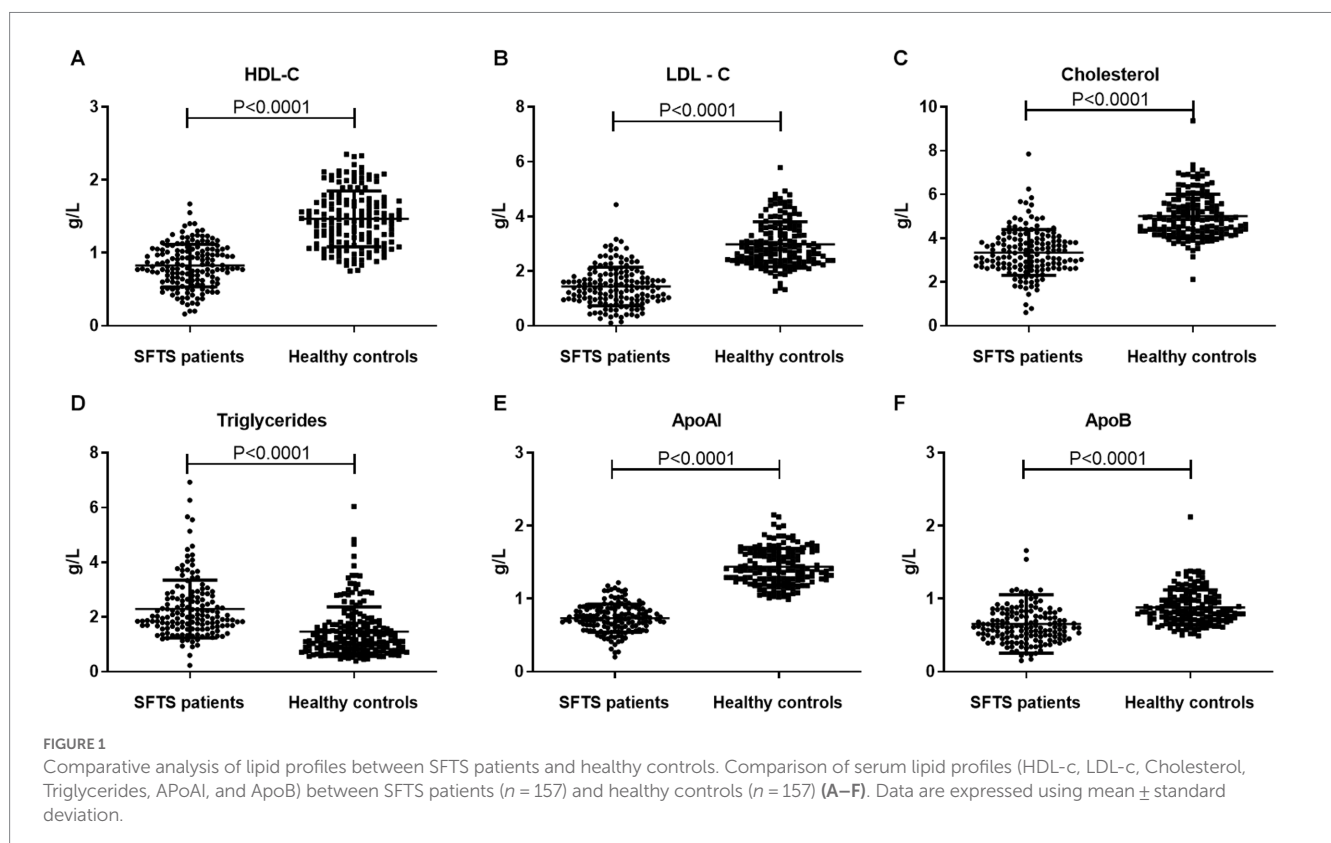 A
HDL-C
P<0.0001
3
2
1
0
g/L
SFTS patients
Healthy controls
B
LDL - C
P<0.0001
8
6
4
2
0
g/L
SFTS patients
Healthy controls
C
Cholesterol
P<0.0001
10
8
6
4
2
0
g/L
SFTS patients
Healthy controls
D
Triglycerides
P<0.0001
8
6
4
2
0
g/L
SFTS patients
Healthy controls
E
ApoAI
P<0.0001
3
2
1
0
g/L
SFTS patients
Healthy controls
F
ApoB
P<0.0001
3
2
1
0
g/L
SFTS patients
Healthy controls
FIGURE 1
Comparative analysis of lipid profiles between SFTS patients and healthy controls. Comparison of serum lipid profiles (HDL-c, LDL-c, Cholesterol,
Triglycerides, APoAI, and ApoB) between SFTS patients (n = 157) and healthy controls (n = 157) (A–F). Data are expressed using mean ± standard
deviation.